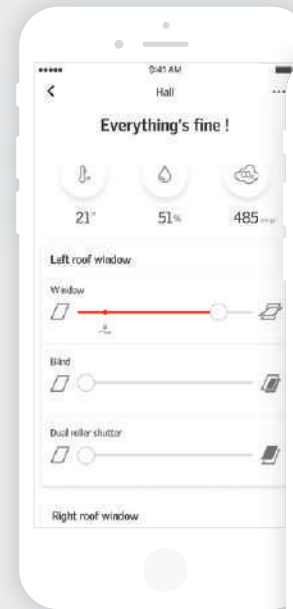 9:41 AM
Hall
Everything's fine !
21° 51% 485
Left roof window
Window
Blind
Dual roller shutter
Right roof window